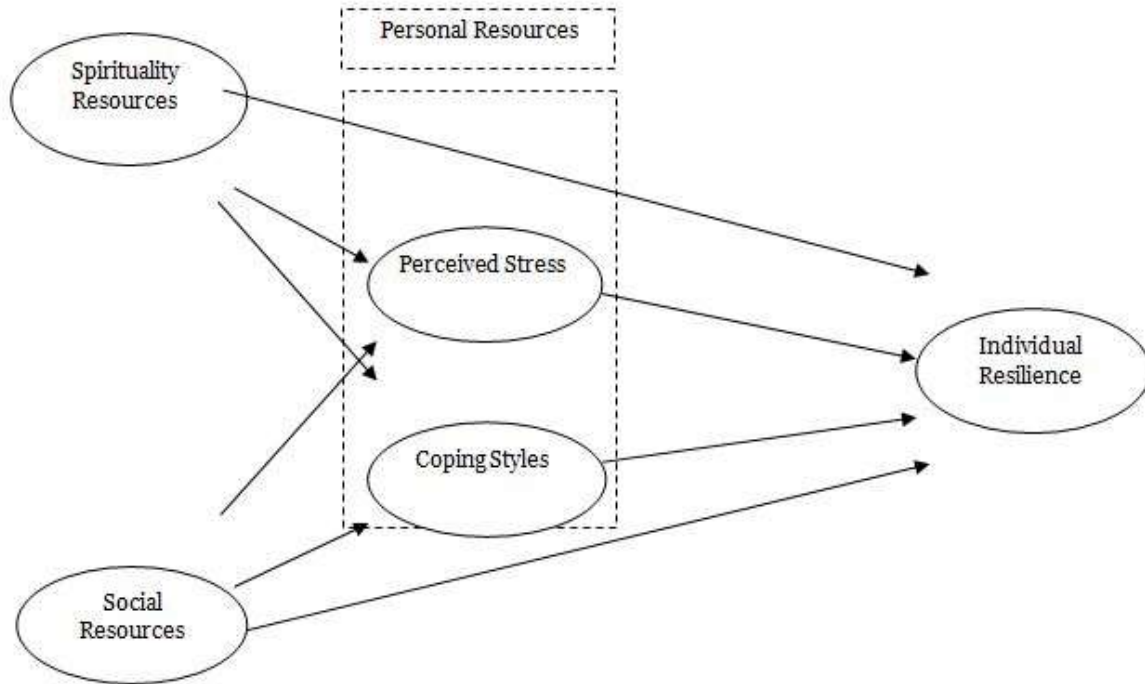 Personal Resources
Spirituality
Resources
Perceived Stress
Individual
Resilience
Coping Styles
Social
Resources